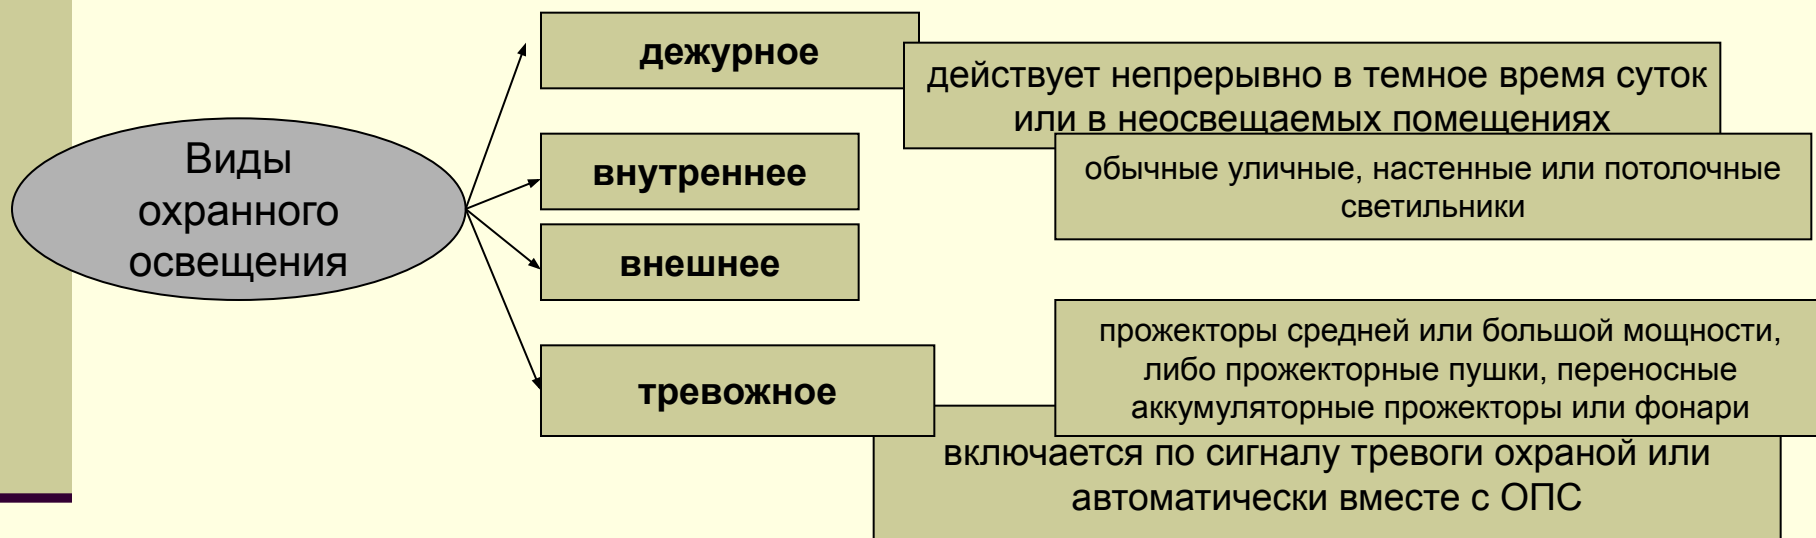 Виды
охранного
освещения
дежурное
действует непрерывно в темное время суток
или в неосвещаемых помещениях
внутреннее
обычные уличные, настенные или потолочные
светильники
внешнее
тревожное
прожекторы средней или большой мощности,
либо прожекторные пушки, переносные
аккумуляторные прожекторы или фонари
включается по сигналу тревоги охраной или
автоматически вместе с ОПС